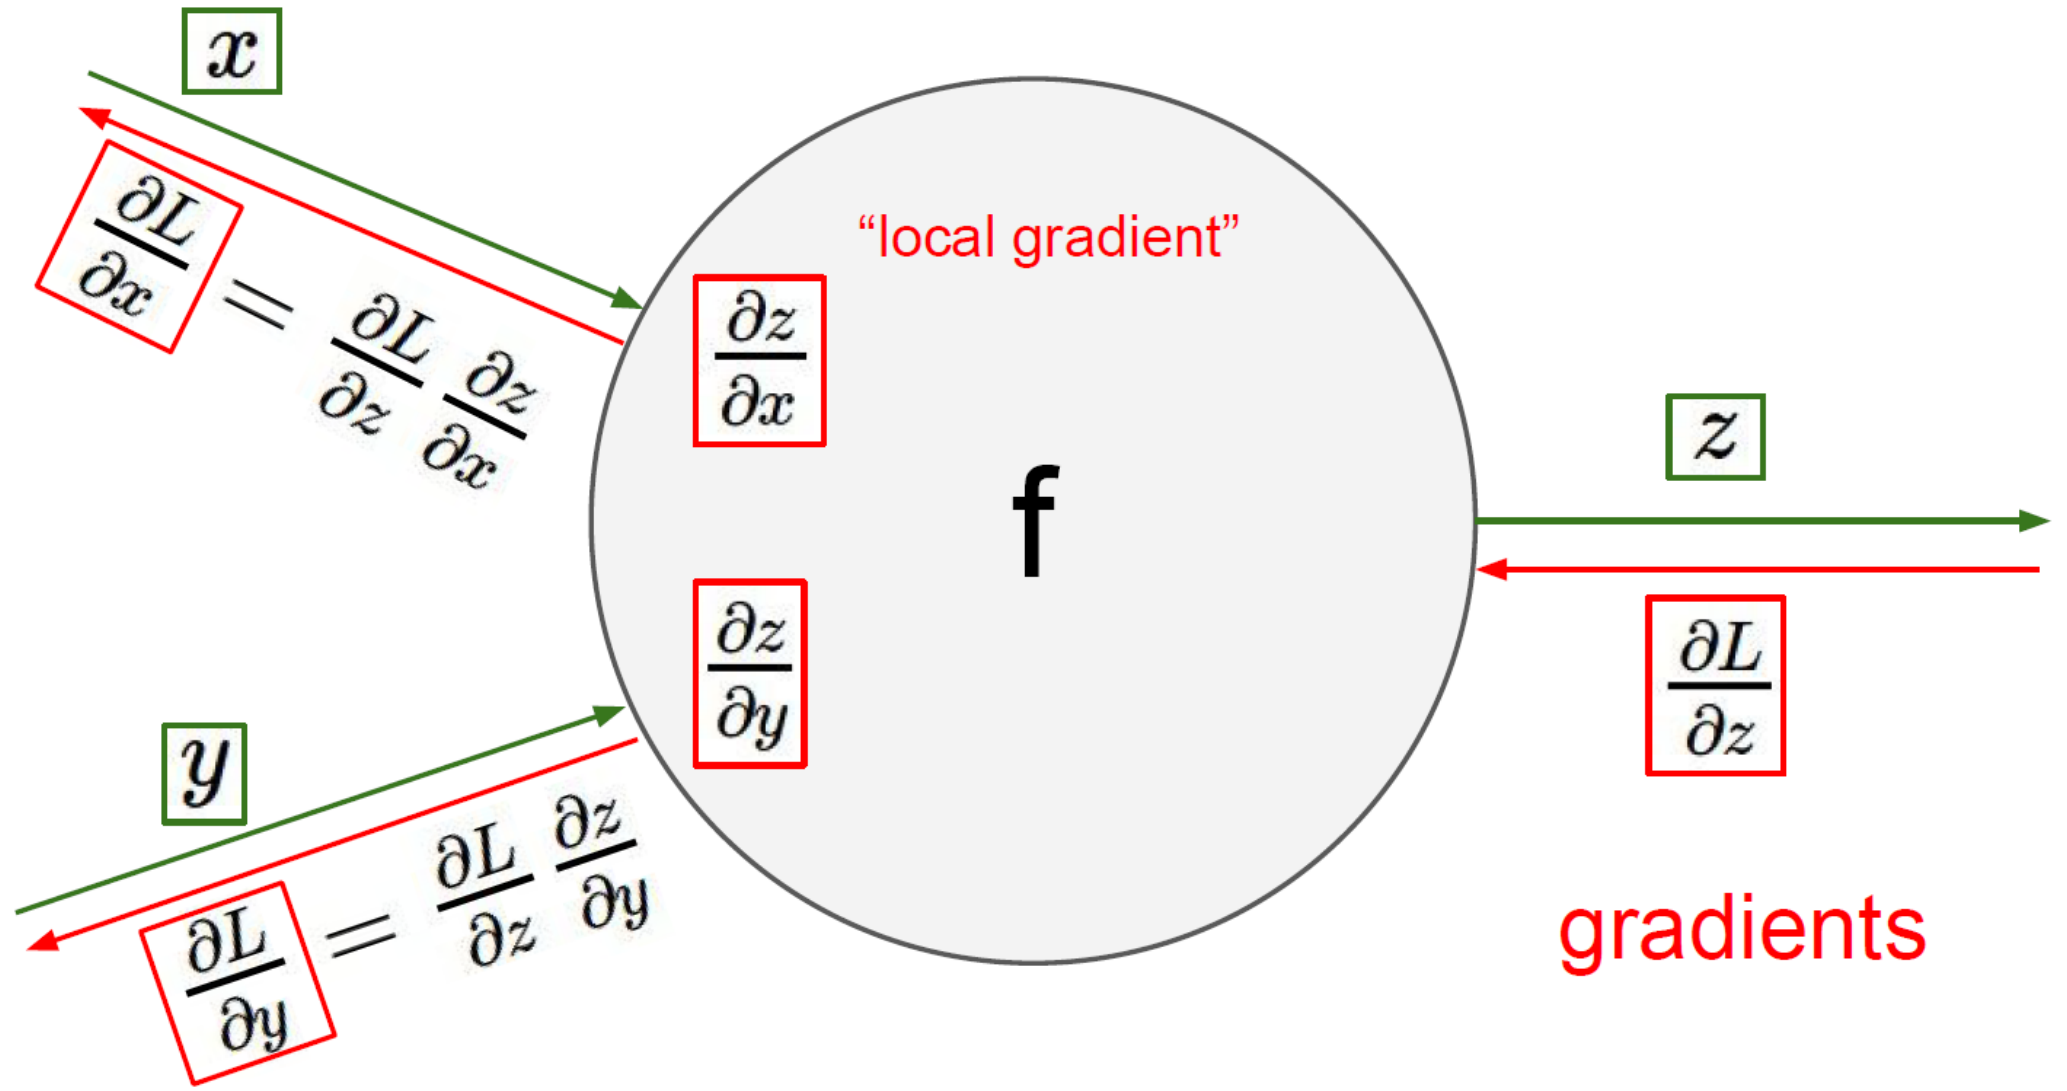 x
∂L/∂x = ∂L/∂z ∂z/∂x
“local gradient”
∂z/∂x
f
∂z/∂y
z
∂L/∂z
y
∂L/∂y = ∂L/∂z ∂z/∂y
gradients